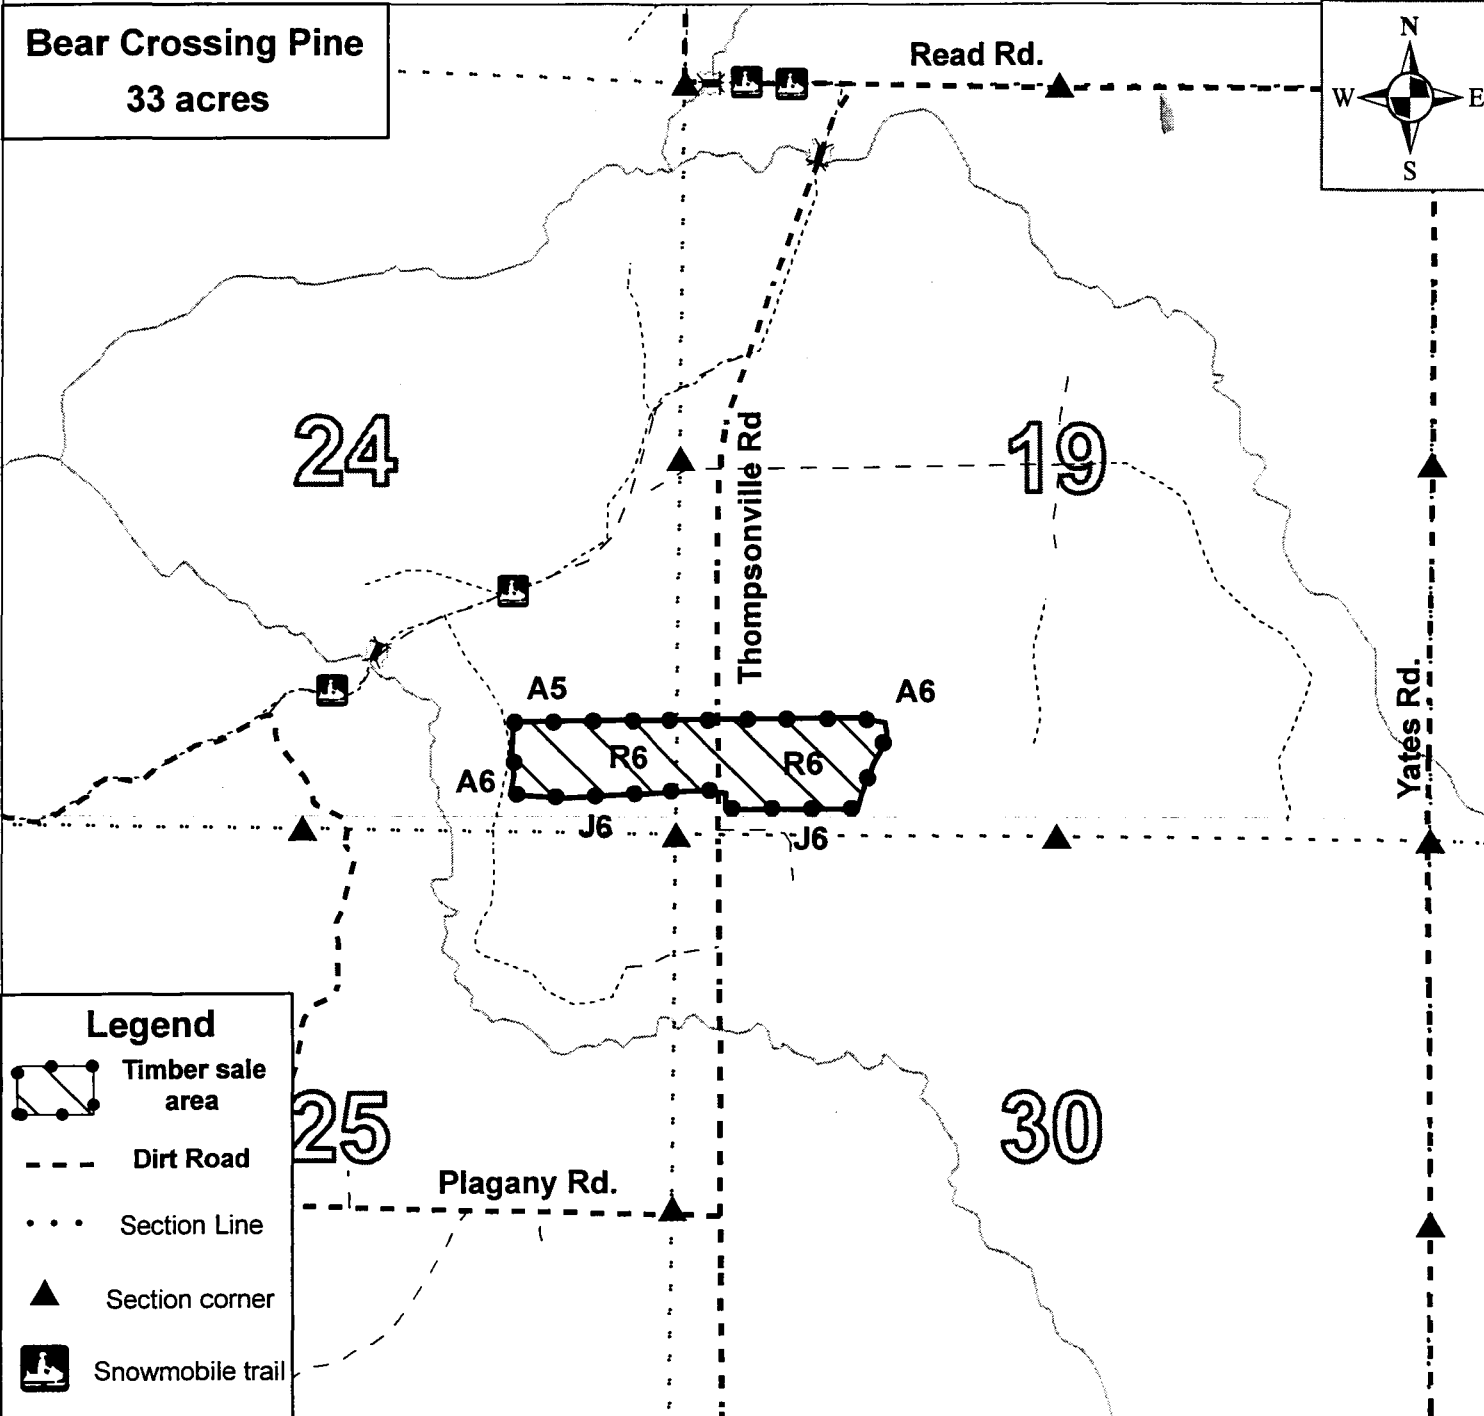 Bear Crossing Pine
33 acres
Read Rd.
N
W
E
S
24
19
Thompsonville Rd
Yates Rd.
A5
A6
R6
R6
A6
J6
J6
25
30
Plagany Rd.
Legend
Timber sale
area
Dirt Road
Section Line
Section corner
Snowmobile trail